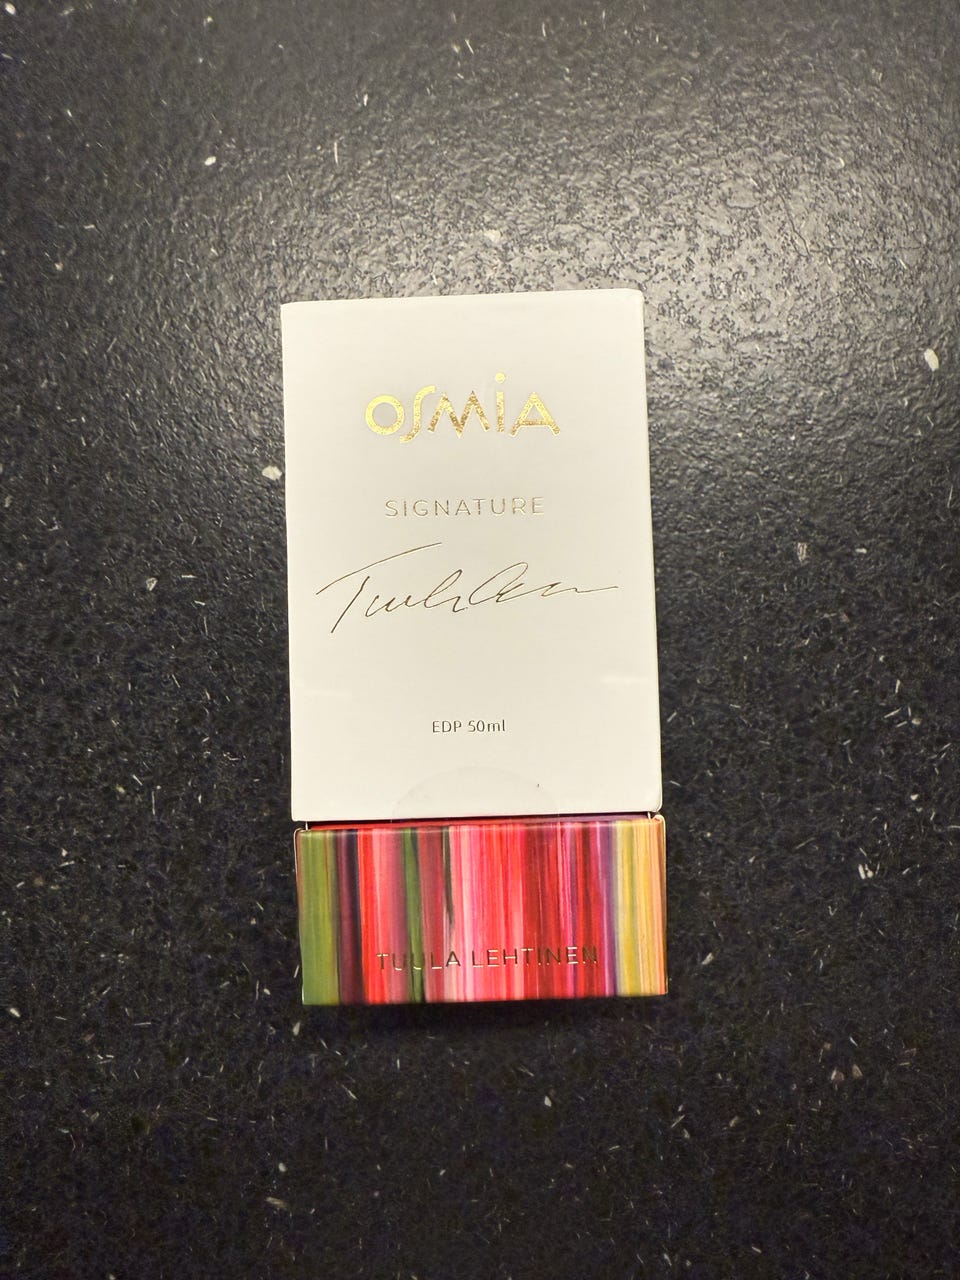 OSMIA
SIGNATURE
EDP 50ml
TUULA LEHTINEN